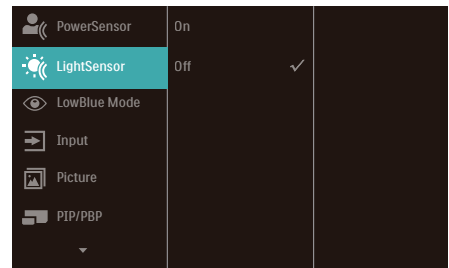 PowerSensor
On
LightSensor
Off
LowBlue Mode
Input
Picture
PIP/PBP